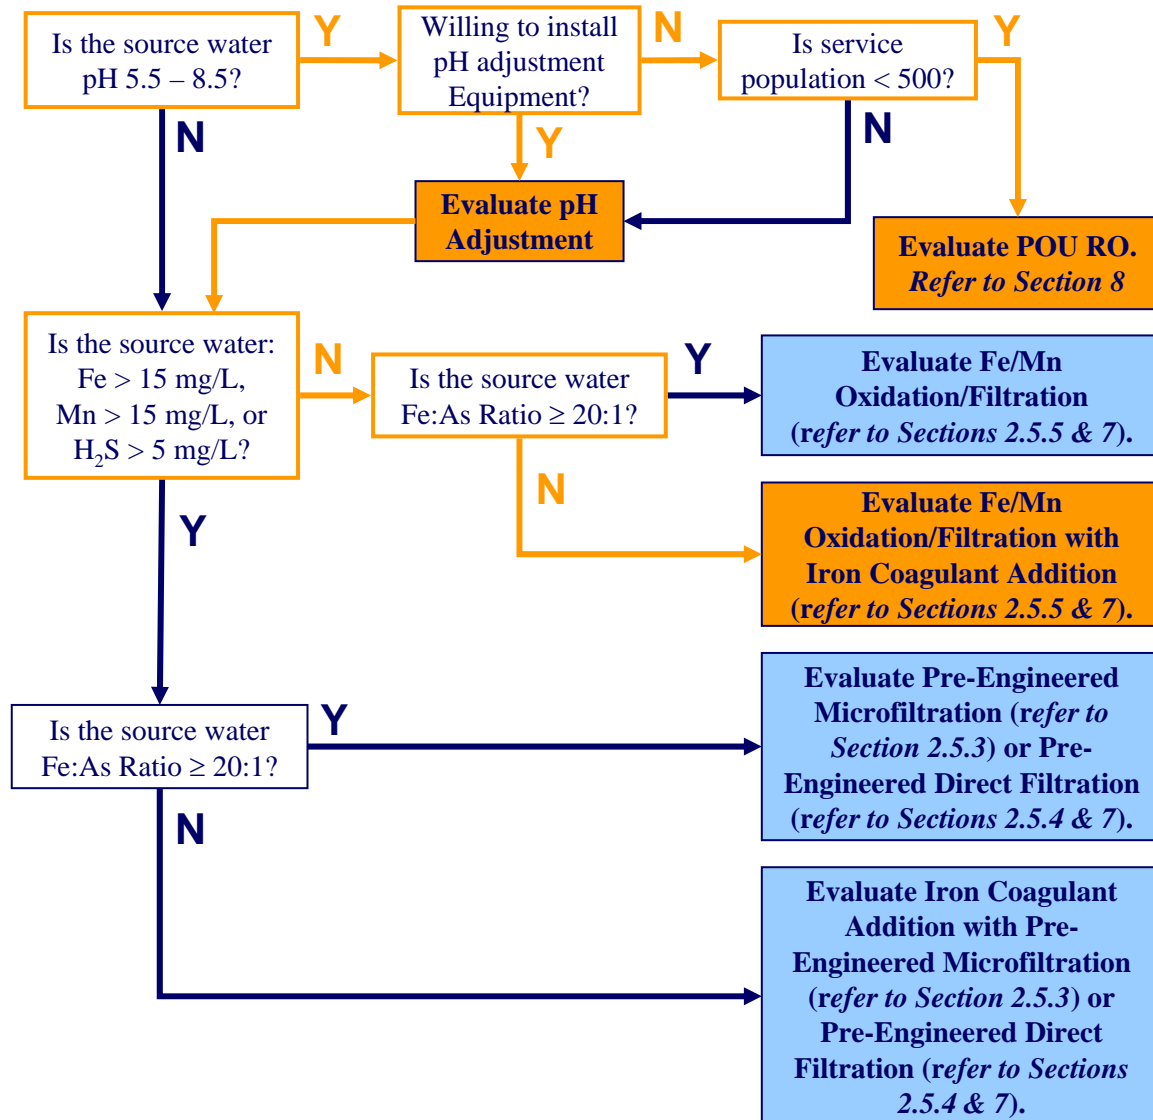 Is the source water
pH 5.5 – 8.5?
Y
Willing to install
pH adjustment
Equipment?
N
Is service
population < 500?
Y
N
Y
N
Evaluate pH
Adjustment
Evaluate POU RO.
Refer to Section 8
Is the source water:
Fe > 15 mg/L,
Mn > 15 mg/L, or
H₂S > 5 mg/L?
N
Is the source water
Fe:As Ratio ≥ 20:1?
Y
Evaluate Fe/Mn
Oxidation/Filtration
(refer to Sections 2.5.5 & 7).
N
Evaluate Fe/Mn
Oxidation/Filtration with
Iron Coagulant Addition
(refer to Sections 2.5.5 & 7).
Y
Is the source water
Fe:As Ratio ≥ 20:1?
Y
Evaluate Pre-Engineered
Microfiltration (refer to
Section 2.5.3) or Pre-
Engineered Direct Filtration
(refer to Sections 2.5.4 & 7).
N
Evaluate Iron Coagulant
Addition with Pre-
Engineered Microfiltration
(refer to Section 2.5.3) or
Pre-Engineered Direct
Filtration (refer to Sections
2.5.4 & 7).